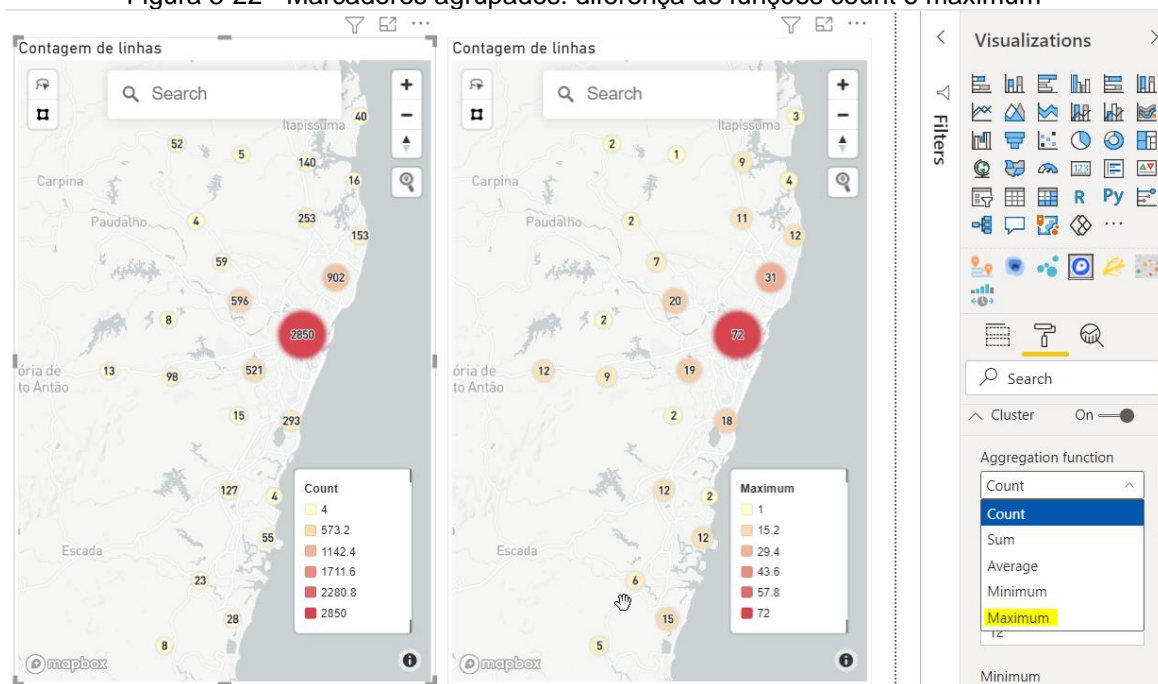 Figura 3-22 - Marcadores agrupados: diferença de funções count e maximum
Contagem de linhas
Search
Itapissuma
40
52
5
140
Carpina
16
Paudalho
4
253
153
59
902
596
8
2850
ória de
to Antão
13
98
521
15
293
127
4
55
Escada
23
28
8
Count
4
573.2
1142.4
1711.6
2280.8
2850
mapbox
Contagem de linhas
Search
Itapissuma
3
2
1
9
Carpina
4
Paudalho
2
11
12
7
31
20
2
72
ória de
to Antão
12
9
19
2
18
12
2
12
Escada
6
15
5
Maximum
1
15.2
29.4
43.6
57.8
72
mapbox
Filters
Visualizations
123
R
Py
Search
Cluster
On
Aggregation function
Count
Count
Sum
Average
Minimum
Maximum
12
Minimum